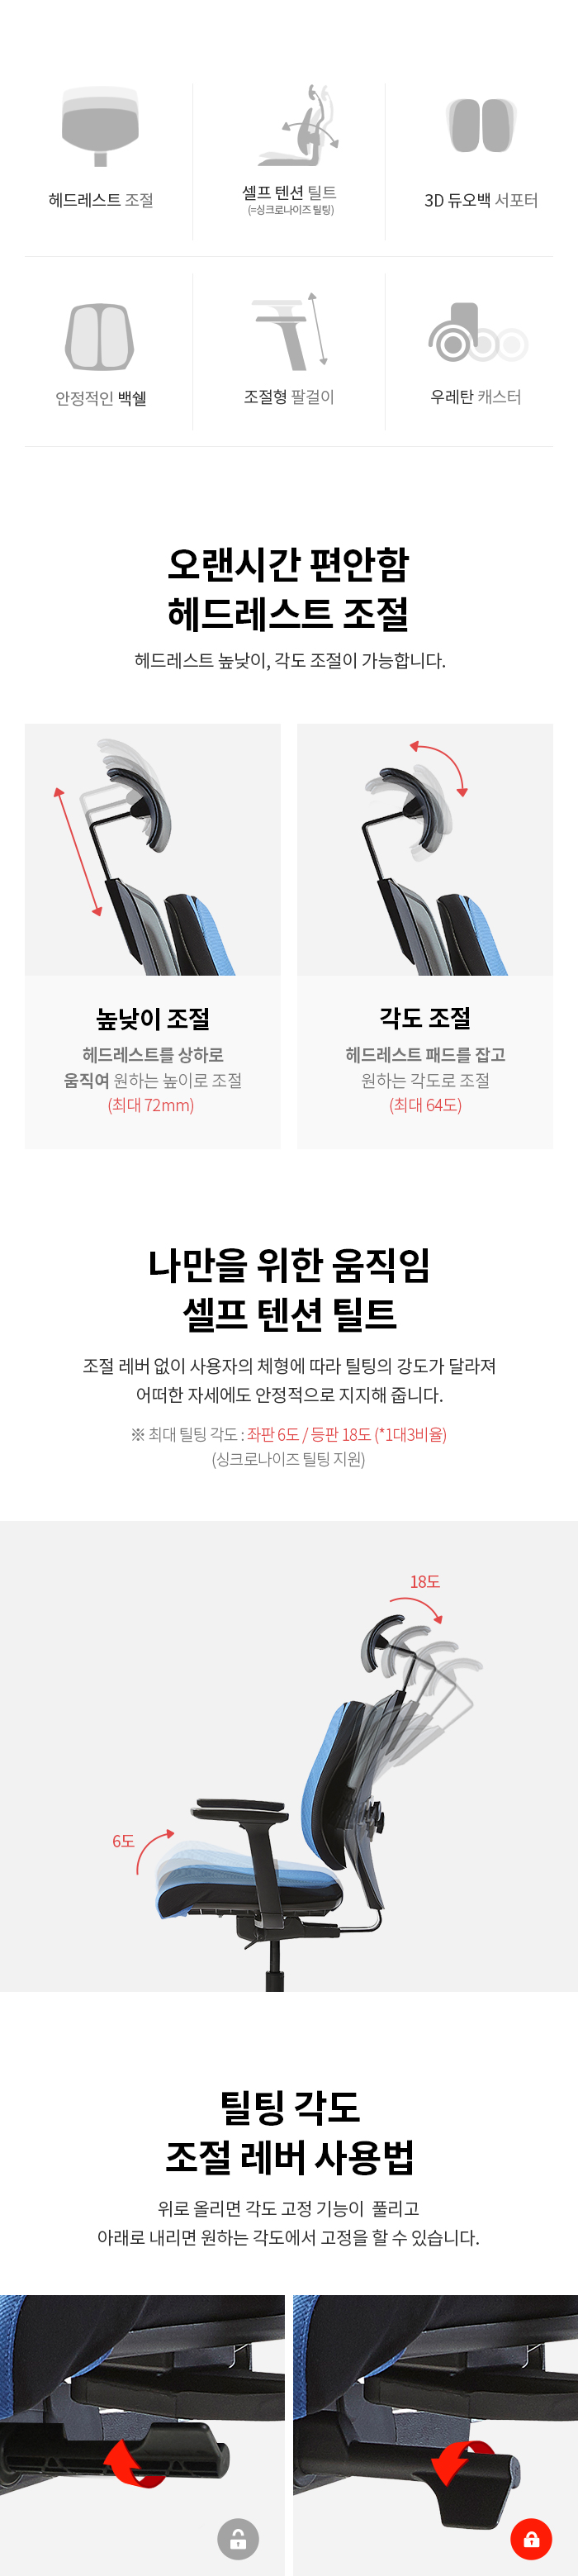 헤드레스트 조절
셀프 텐션 틸트
(=싱크로나이즈 틸팅)
3D 듀오백 서포터
안정적인 백쉘
조절형 팔걸이
우레탄 캐스터
오랜시간 편안함
헤드레스트 조절
헤드레스트 높낮이, 각도 조절이 가능합니다.
높낮이 조절
헤드레스트를 상하로
움직여 원하는 높이로 조절
(최대 72mm)
각도 조절
헤드레스트 패드를 잡고
원하는 각도로 조절
(최대 64도)
나만을 위한 움직임
셀프 텐션 틸트
조절 레버 없이 사용자의 체형에 따라 틸팅의 강도가 달라져
어떠한 자세에도 안정적으로 지지해 줍니다.
※ 최대 틸팅 각도 : 좌판 6도 / 등판 18도 (*1대3비율)
(싱크로나이즈 틸팅 지원)
18도
6도
틸팅 각도
조절 레버 사용법
위로 올리면 각도 고정 기능이 풀리고
아래로 내리면 원하는 각도에서 고정을 할 수 있습니다.